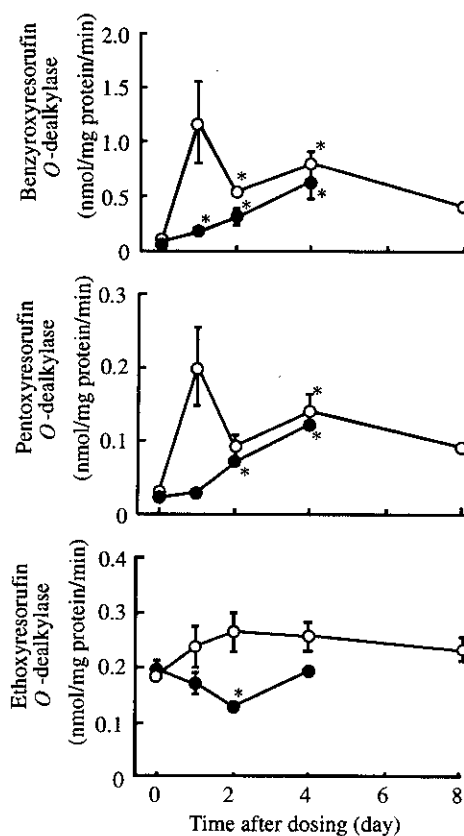 Benzyroxyresorufin
O-dealkylase
(nmol/mg protein/min)
2.0
1.5
1.0
0.5
0
*
*
*
*
*
Pentoxyresorufin
O-dealkylase
(nmol/mg protein/min)
0.3
0.2
0.1
0
*
*
*
Ethoxyresorufin
O-dealkylase
(nmol/mg protein/min)
0.4
0.3
0.2
0.1
0
*
0 2 4 8
Time after dosing (day)